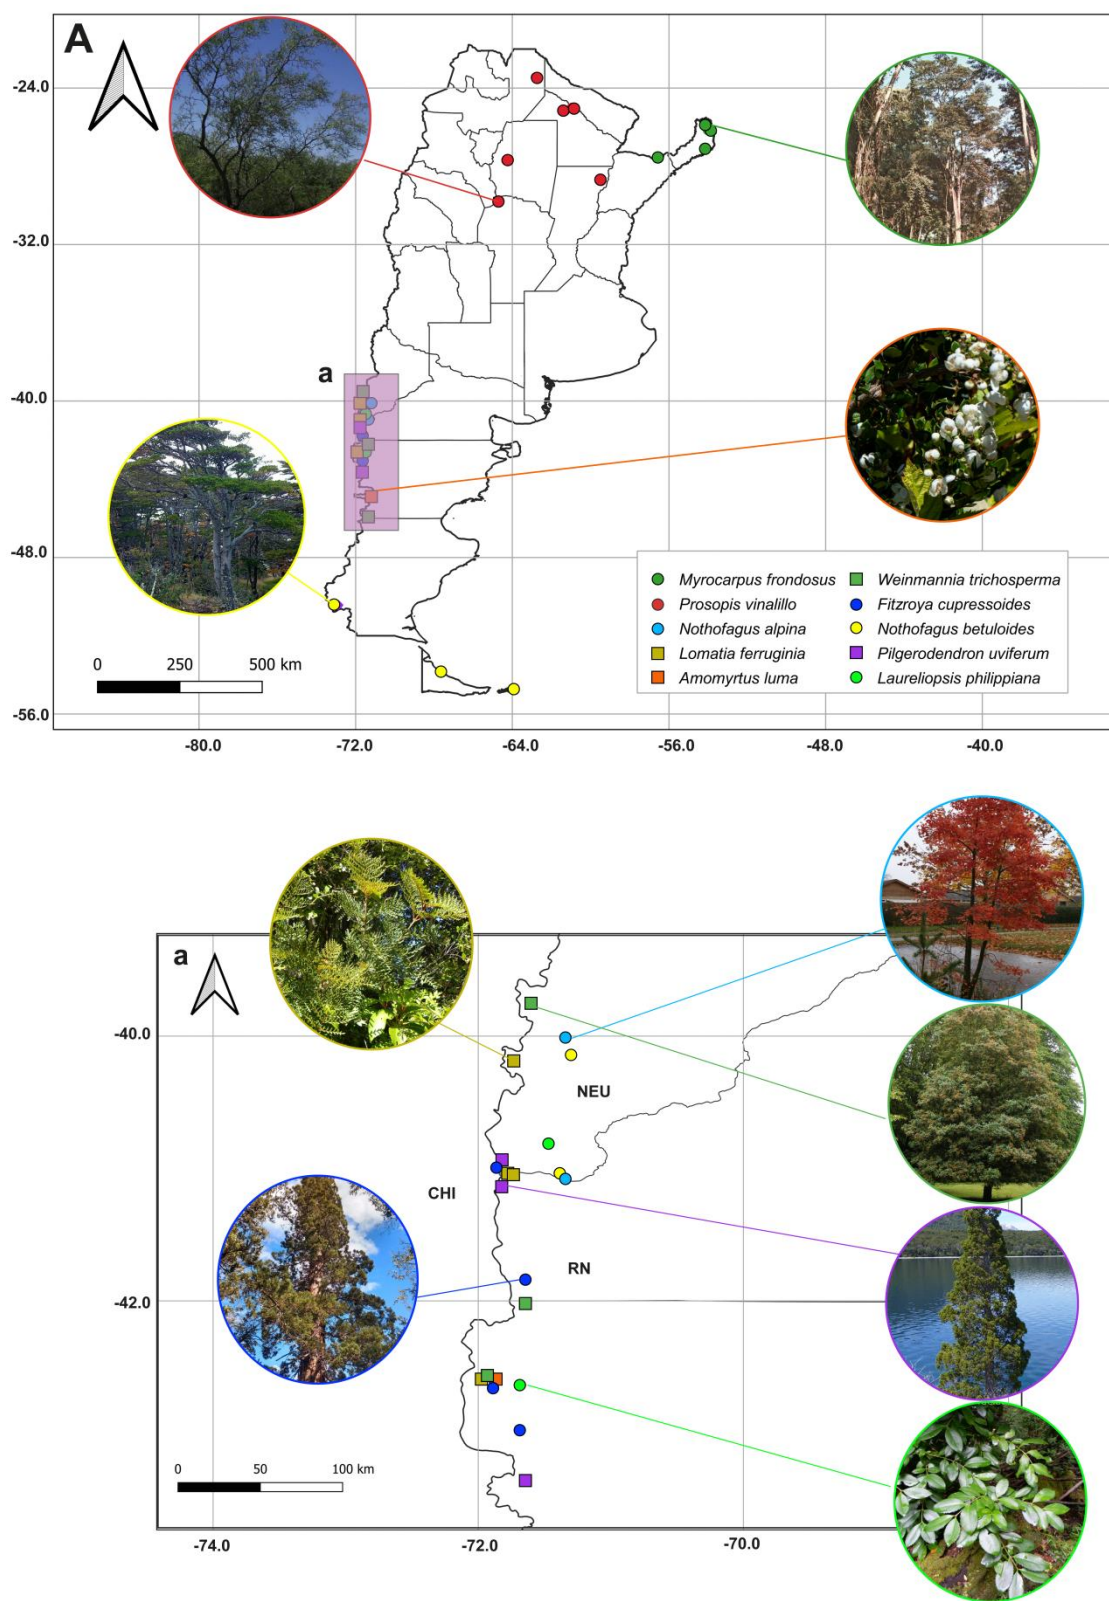 A
-24.0
-32.0
a
-40.0
-48.0
0 250 500 km
Myrocarpus frondosus
Weinmannia trichosperma
Prosopis vinalillo
Fitzroya cupressoides
Nothofagus alpina
Nothofagus betuloides
Lomatia ferruginia
Pilgerodendron uviferum
Amomyrtus luma
Laureliopsis philippiana
-56.0
-80.0 -72.0 -64.0 -56.0 -48.0 -40.0
a
-40.0
NEU
CHI
RN
-42.0
0 50 100 km
-74.0 -72.0 -70.0